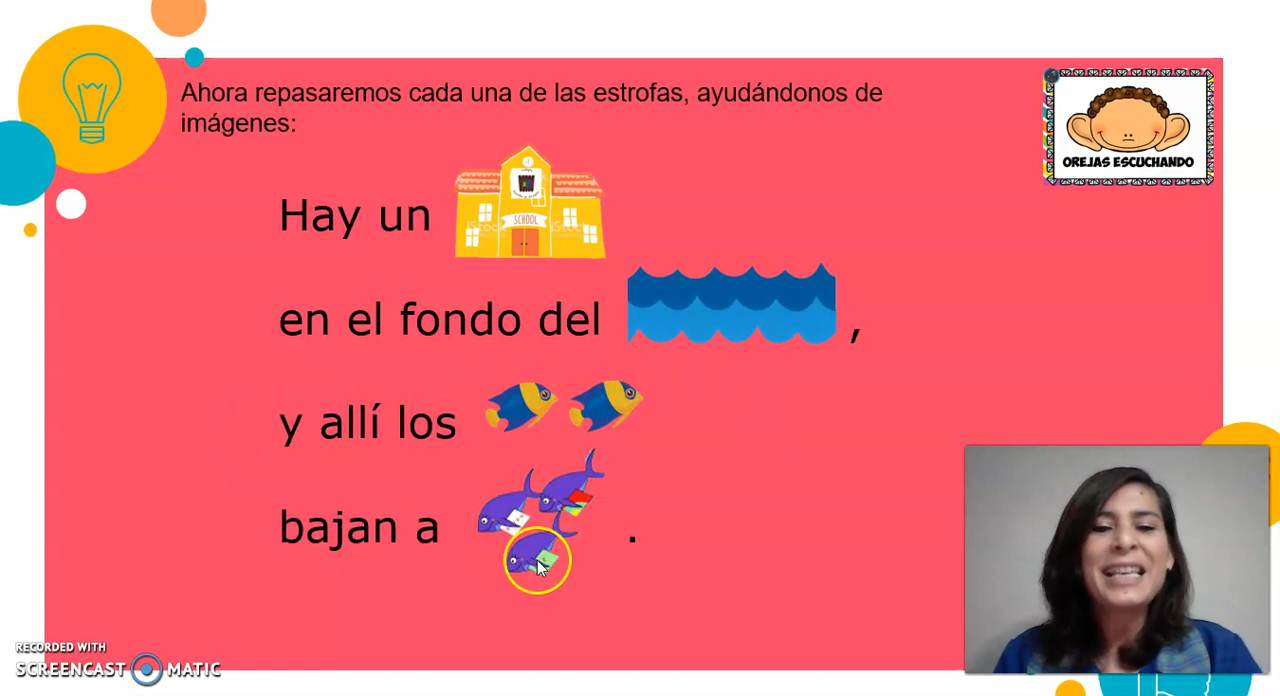 Ahora repasaremos cada una de las estrofas, ayudándonos de
imágenes:
OREJAS ESCUCHANDO
Hay un
SCHOOL
en el fondo del ,
y allí los
bajan a .
RECORDED WITH
SCREENCAST MATIC